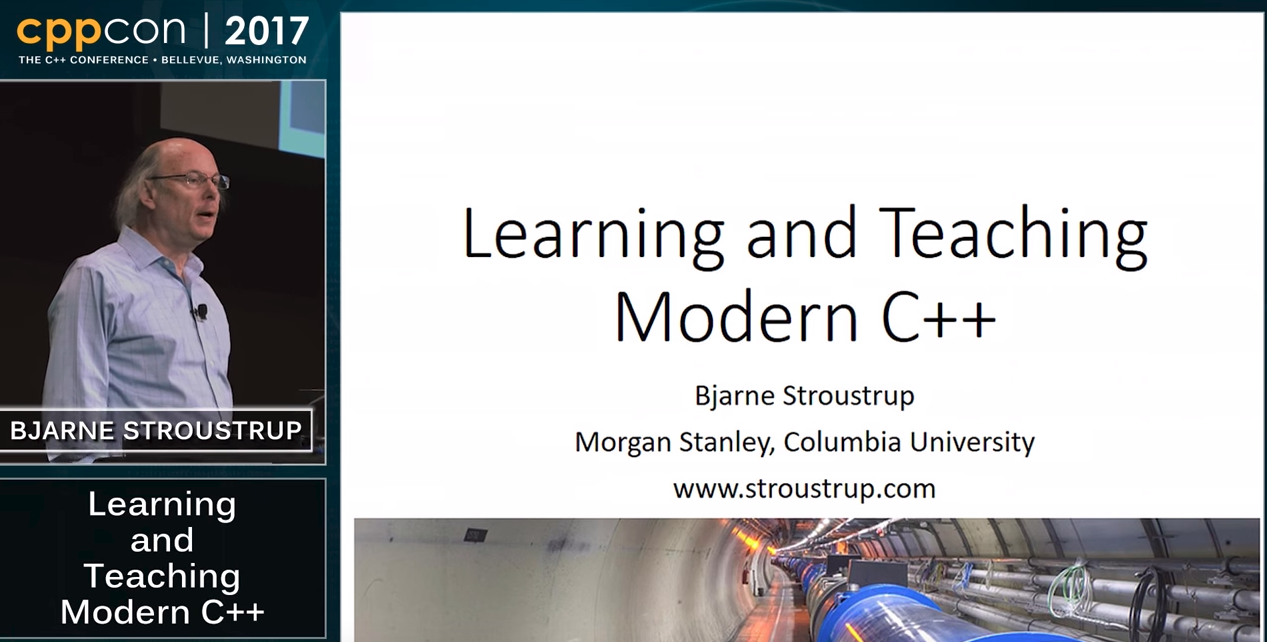 cppcon | 2017
THE C++ CONFERENCE • BELLEVUE, WASHINGTON
BJARNE STROUSTRUP
Learning
and
Teaching
Modern C++
Learning and Teaching
Modern C++
Bjarne Stroustrup
Morgan Stanley, Columbia University
www.stroustrup.com